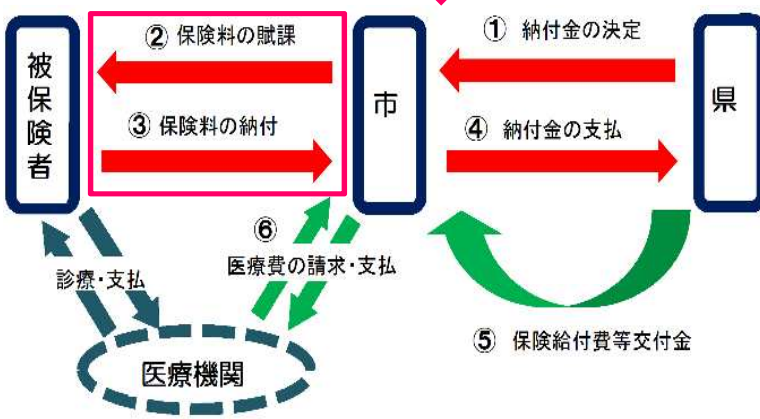 ② 保険料の賦課
① 納付金の決定
被保険者
市
県
③ 保険料の納付
④ 納付金の支払
⑥
医療費の請求・支払
診療・支払
⑤ 保険給付費等交付金
医療機関